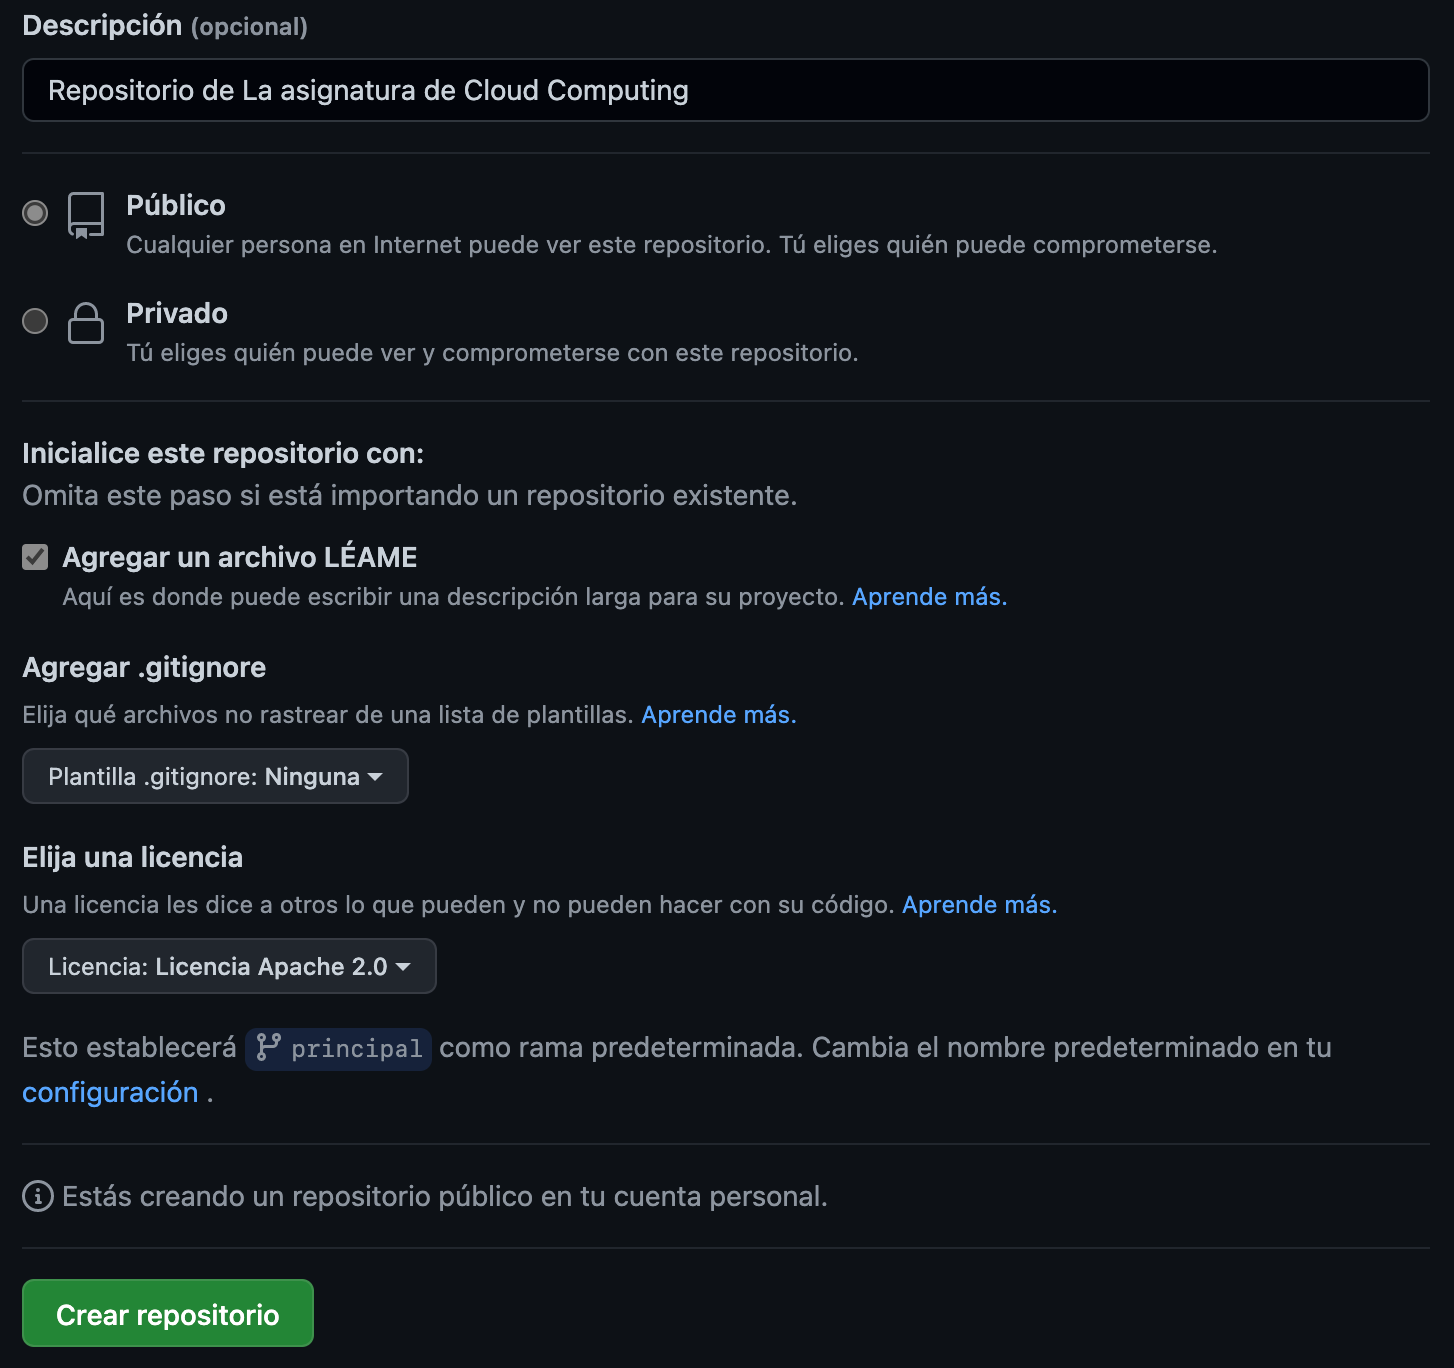 Descripción (opcional)
Repositorio de La asignatura de Cloud Computing
Público
Cualquier persona en Internet puede ver este repositorio. Tú eliges quién puede comprometerse.
Privado
Tú eliges quién puede ver y comprometerse con este repositorio.
Inicialice este repositorio con:
Omita este paso si está importando un repositorio existente.
Agregar un archivo LÉAME
Aquí es donde puede escribir una descripción larga para su proyecto. Aprende más.
Agregar .gitignore
Elija qué archivos no rastrear de una lista de plantillas. Aprende más.
Plantilla .gitignore: Ninguna
Elija una licencia
Una licencia les dice a otros lo que pueden y no pueden hacer con su código. Aprende más.
Licencia: Licencia Apache 2.0
Esto establecerá principal como rama predeterminada. Cambia el nombre predeterminado en tu
configuración .
Estás creando un repositorio público en tu cuenta personal.
Crear repositorio